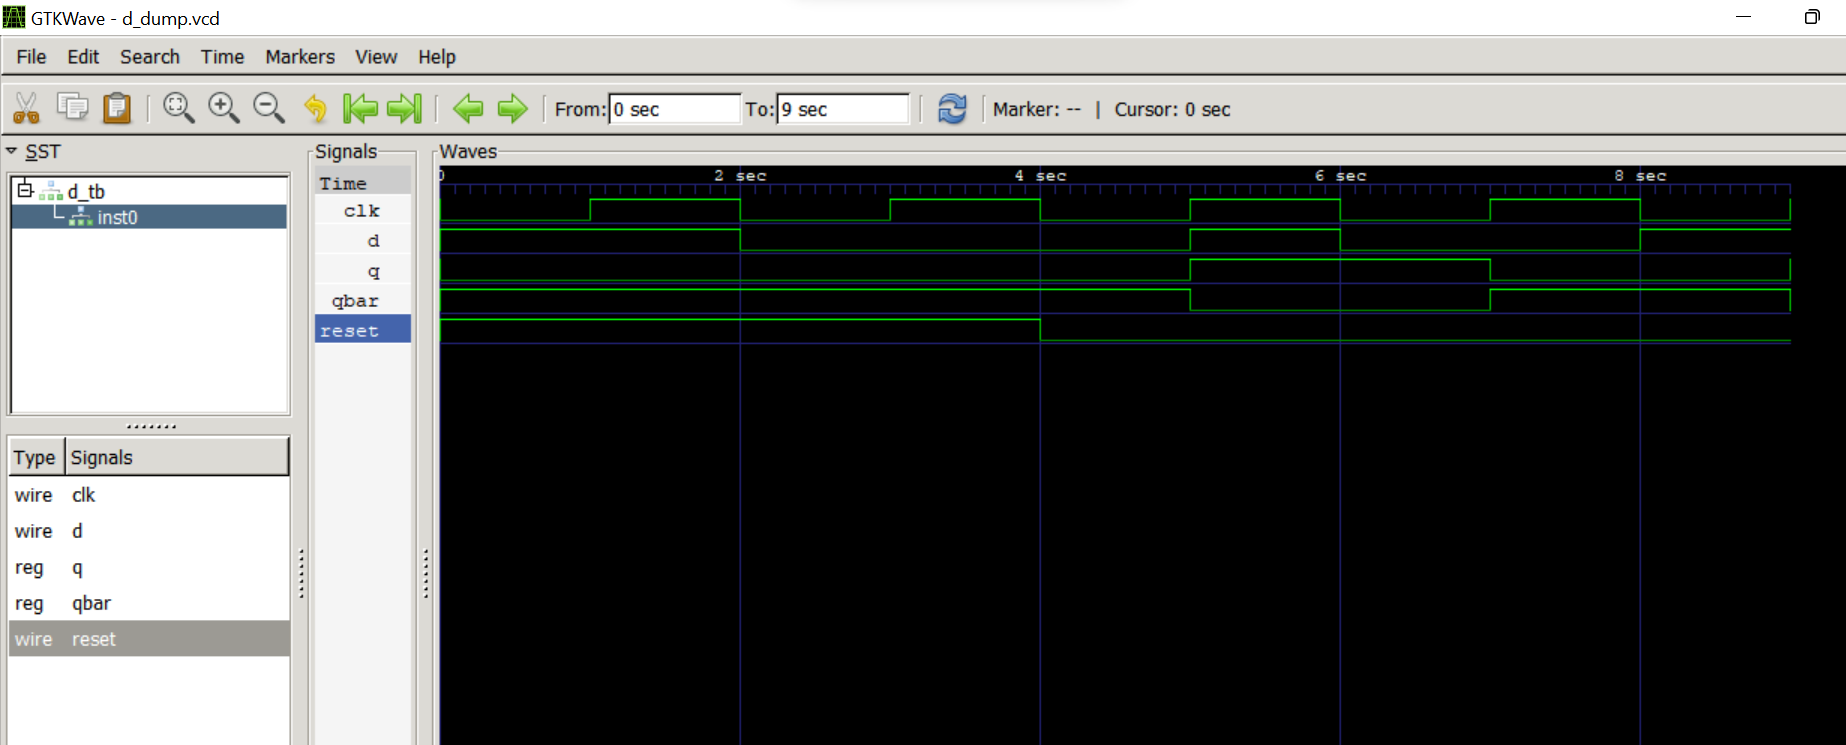 GTKWave - d_dump.vcd
File Edit Search Time Markers View Help
From: 0 sec To: 9 sec Marker: -- | Cursor: 0 sec
SST
d_tb
inst0
Type Signals
wire clk
wire d
reg q
reg qbar
wire reset
Signals
Time
clk
d
q
qbar
reset
Waves
0 2 sec 4 sec 6 sec 8 sec